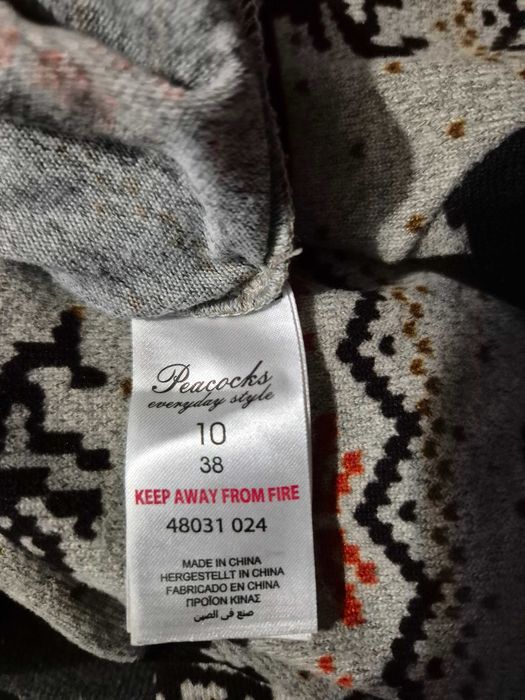 Peacocks
everyday style
10
38
KEEP AWAY FROM FIRE
48031 024
MADE IN CHINA
HERGESTELLT IN CHINA
FABRICADO EN CHINA
ΠΡΟΪΟΝ ΚΙΝΑΣ
صنع في الصين